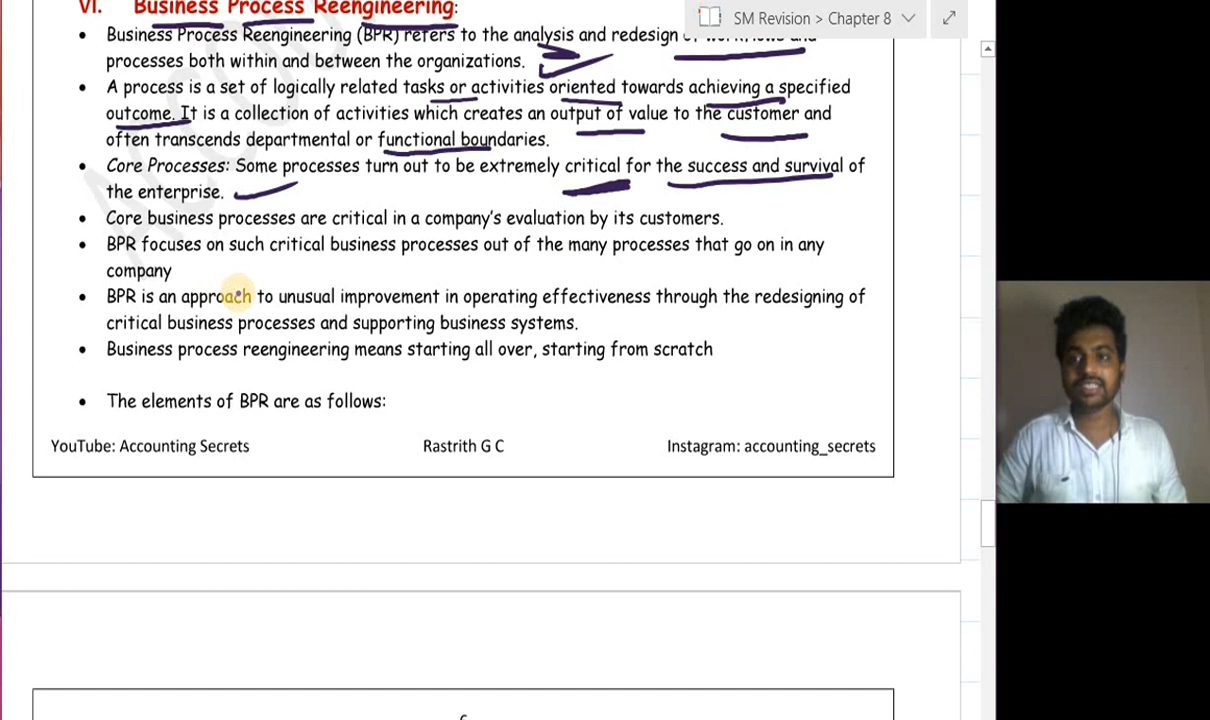 SM Revision > Chapter 8
VI. Business Process Reengineering:
• Business Process Reengineering (BPR) refers to the analysis and redesign
processes both within and between the organizations.
• A process is a set of logically related tasks or activities oriented towards achieving a specified
outcome. It is a collection of activities which creates an output of value to the customer and
often transcends departmental or functional boundaries.
• Core Processes: Some processes turn out to be extremely critical for the success and survival of
the enterprise.
• Core business processes are critical in a company's evaluation by its customers.
• BPR focuses on such critical business processes out of the many processes that go on in any
company
• BPR is an approach to unusual improvement in operating effectiveness through the redesigning of
critical business processes and supporting business systems.
• Business process reengineering means starting all over, starting from scratch
• The elements of BPR are as follows:
YouTube: Accounting Secrets Rastrith G C Instagram: accounting_secrets